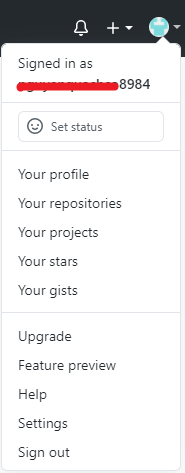 Signed in as
8984
Set status
Your profile
Your repositories
Your projects
Your stars
Your gists
Upgrade
Feature preview
Help
Settings
Sign out